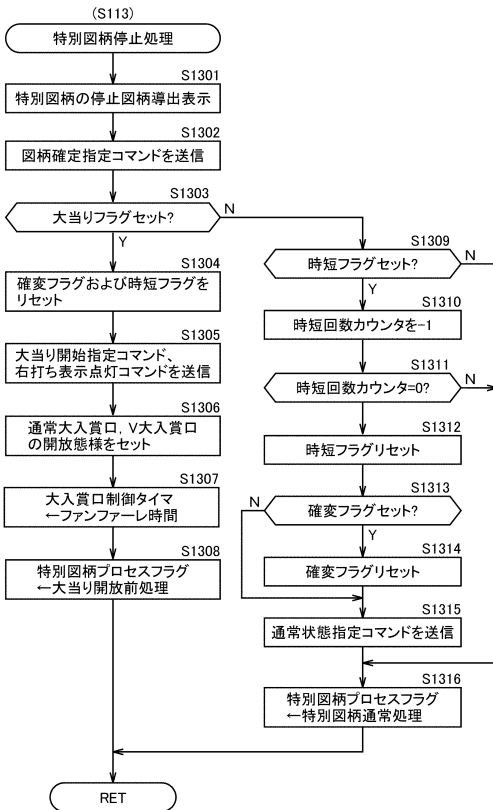 (S113)
特別図柄停止処理
S1301
特別図柄の停止図柄導出表示
S1302
図柄確定指定コマンドを送信
S1303
大当りフラグセット?
N
Y
S1304
確変フラグおよび時短フラグを
リセット
S1305
大当り開始指定コマンド、
右打ち表示点灯コマンドを送信
S1306
通常大入賞口，V大入賞口
の開放態様をセット
S1307
大入賞口制御タイマ
←ファンファーレ時間
S1308
特別図柄プロセスフラグ
←大当り開放前処理
S1309
時短フラグセット?
N
Y
S1310
時短回数カウンタを-1
S1311
時短回数カウンタ=0?
N
Y
S1312
時短フラグリセット
S1313
N
確変フラグセット?
Y
S1314
確変フラグリセット
S1315
通常状態指定コマンドを送信
S1316
特別図柄プロセスフラグ
←特別図柄通常処理
RET